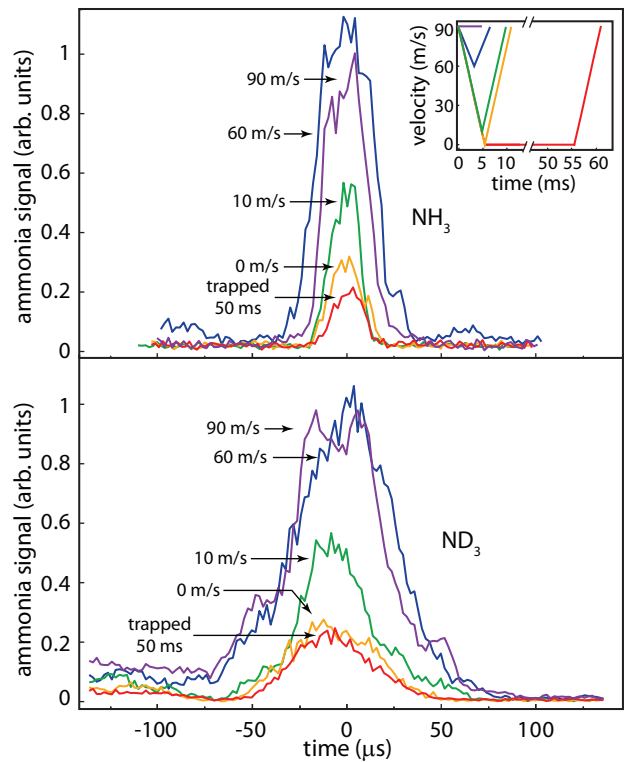 ammonia signal (arb. units)
1
0.8
0.6
0.4
0.2
0
90 m/s
60 m/s
10 m/s
0 m/s
trapped
50 ms
NH3
velocity (m/s)
90
60
30
0
0 5 10 50 55 60
time (ms)
ammonia signal (arb. units)
1
0.8
0.6
0.4
0.2
0
90 m/s
60 m/s
10 m/s
0 m/s
trapped
50 ms
ND3
-100 -50 0 50 100
time (μs)